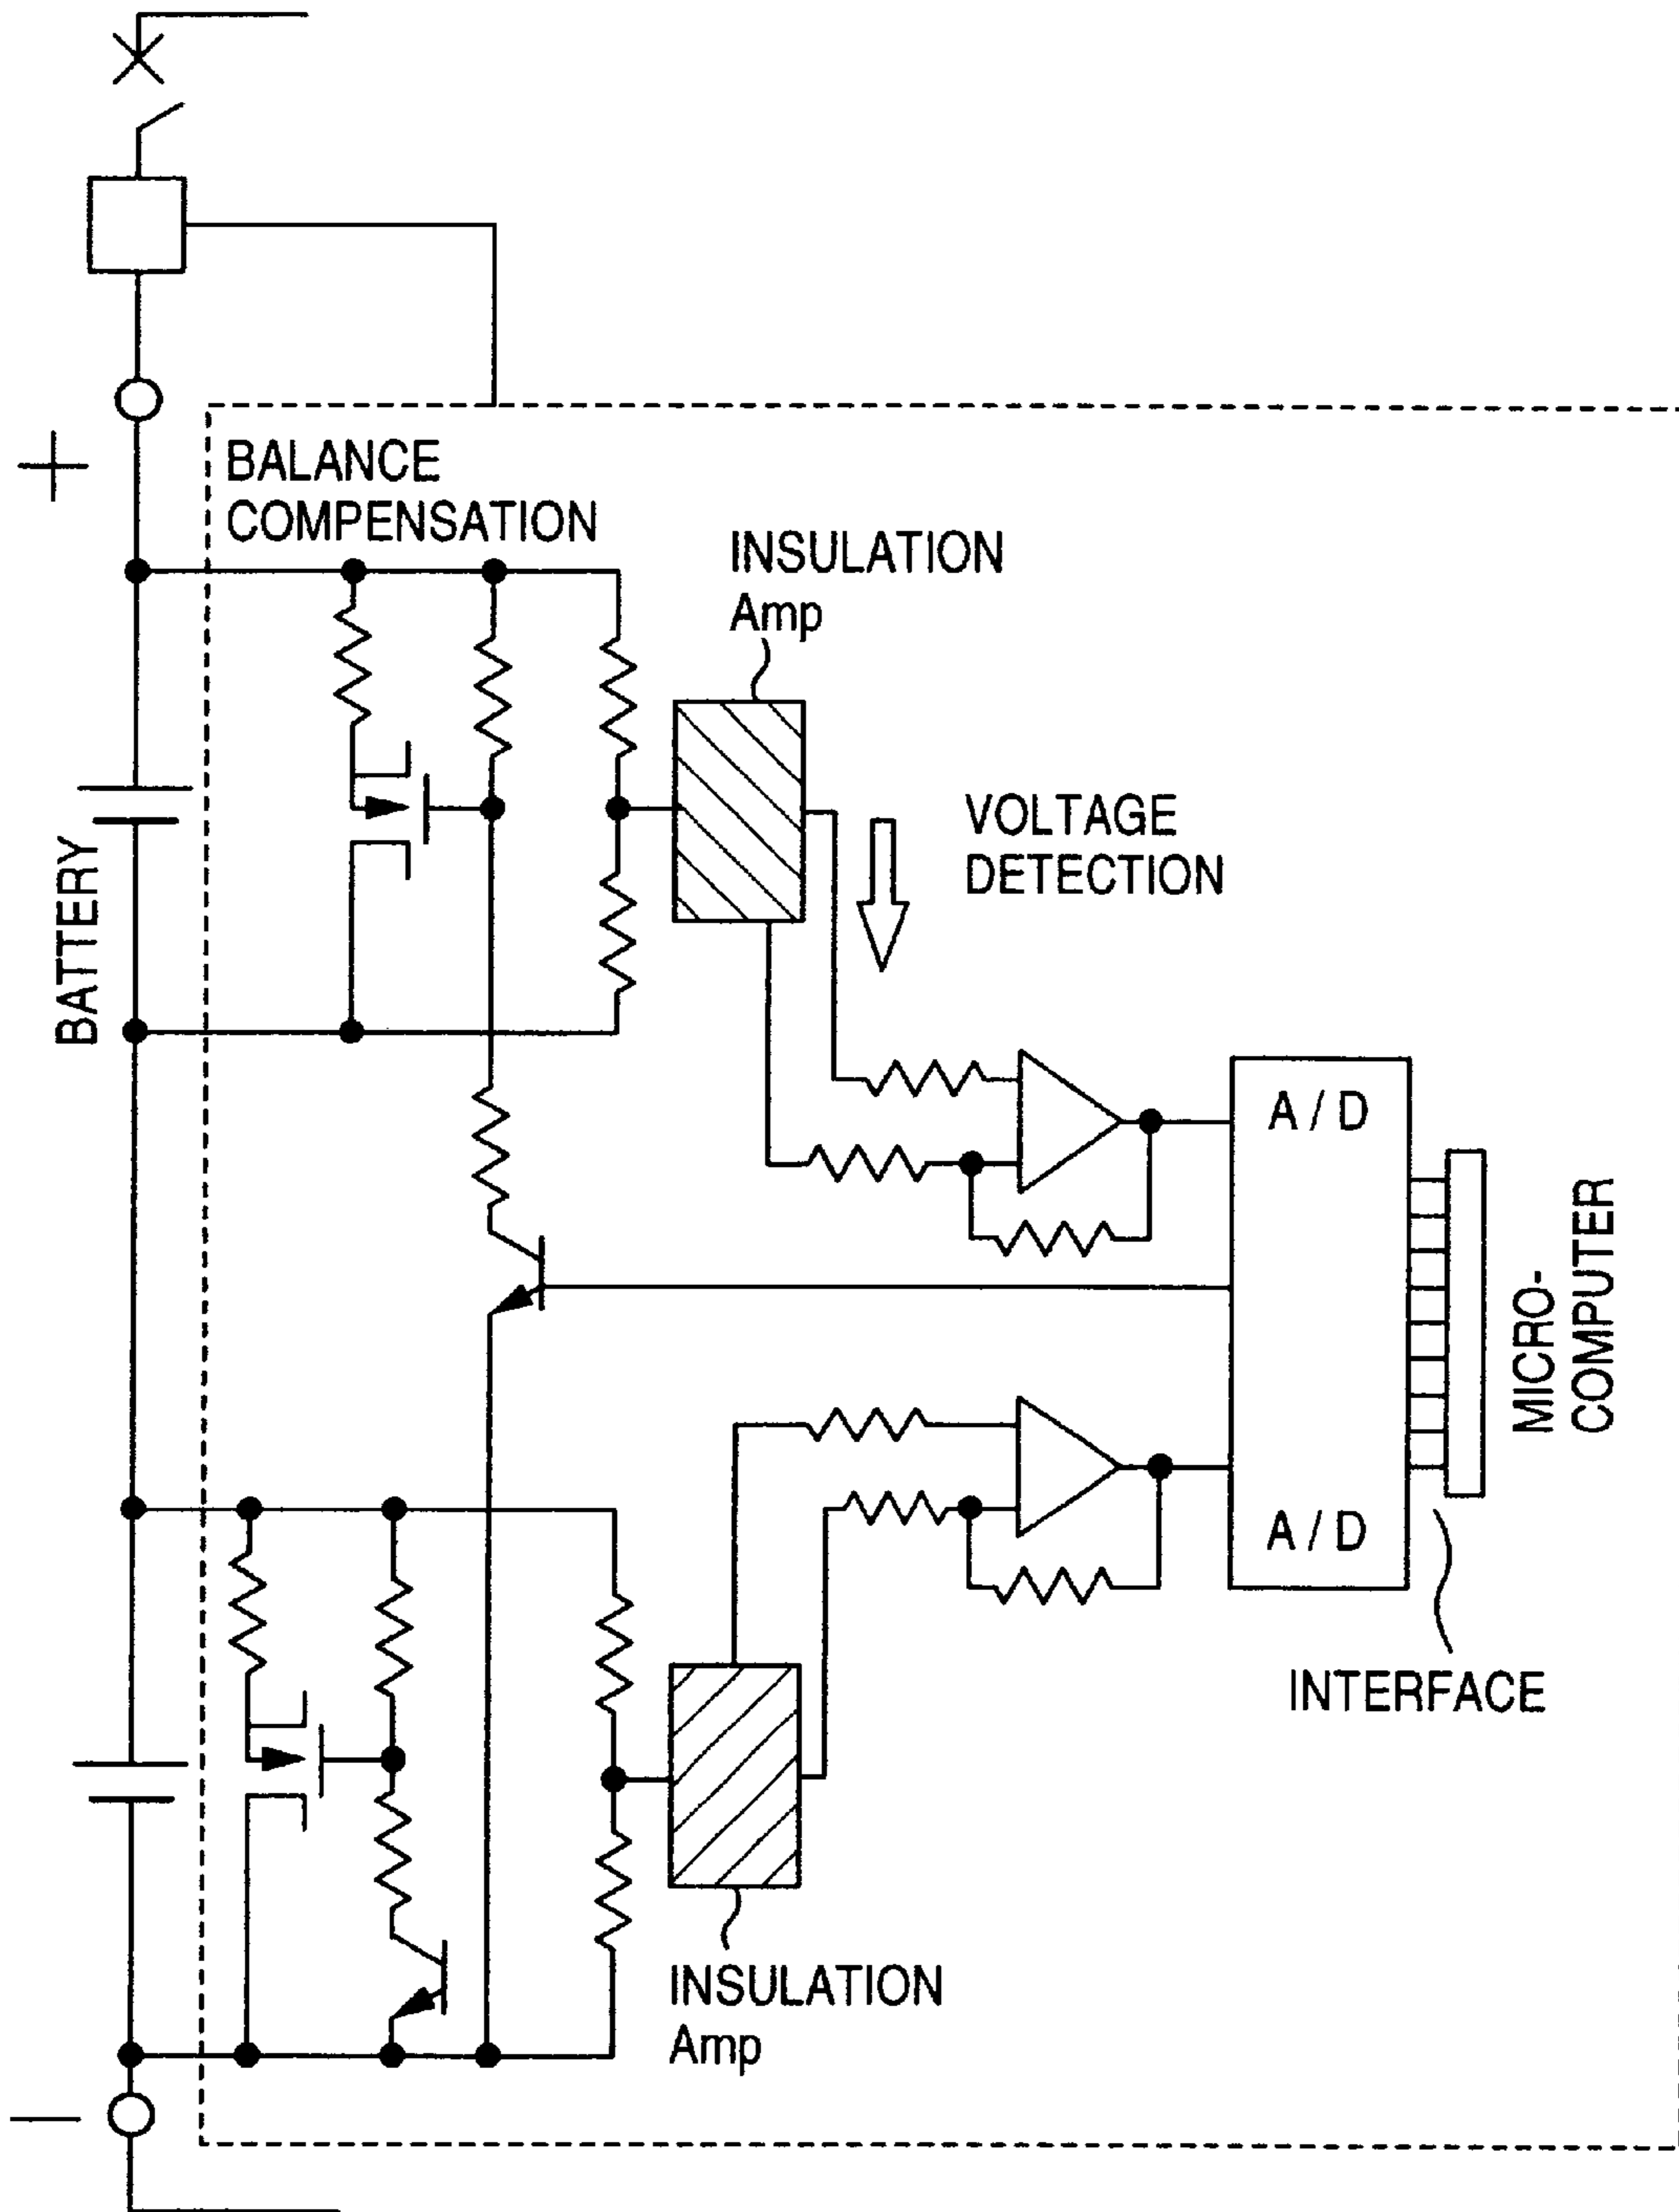 +
BALANCE
COMPENSATION
INSULATION
Amp
VOLTAGE
DETECTION
BATTERY
A / D
MICRO-
COMPUTER
A / D
INTERFACE
INSULATION
Amp
—